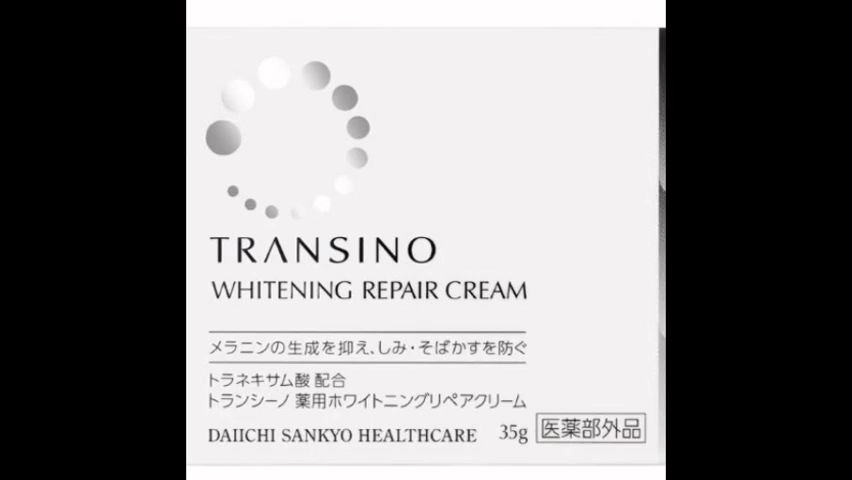 TRANSINO
WHITENING REPAIR CREAM
メラニンの生成を抑え、しみ・そばかすを防ぐ
トラネキサム酸 配合
トランシーノ 薬用ホワイトニングリペアクリーム
DAIICHI SANKYO HEALTHCARE 35g 医薬部外品